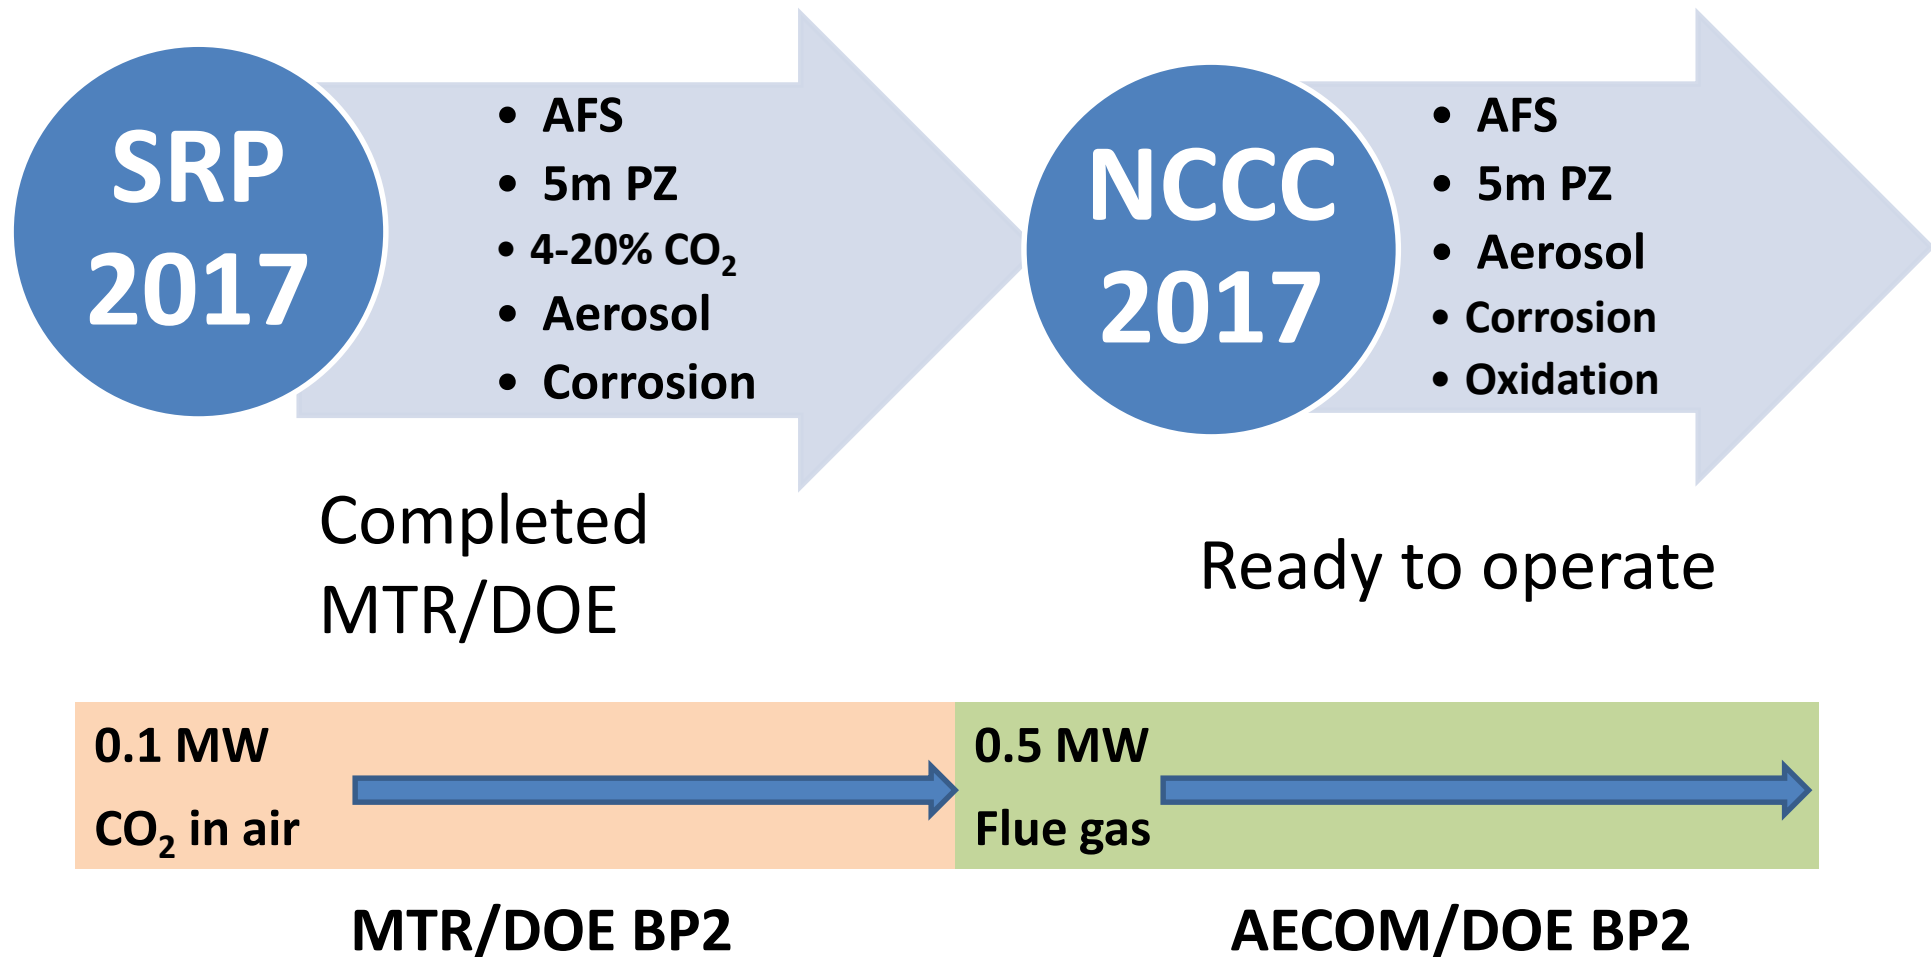 SRP
2017
• AFS
• 5m PZ
• 4-20% CO₂
• Aerosol
• Corrosion
NCCC
2017
• AFS
• 5m PZ
• Aerosol
• Corrosion
• Oxidation
Completed
MTR/DOE
Ready to operate
0.1 MW
CO₂ in air
0.5 MW
Flue gas
MTR/DOE BP2
AECOM/DOE BP2